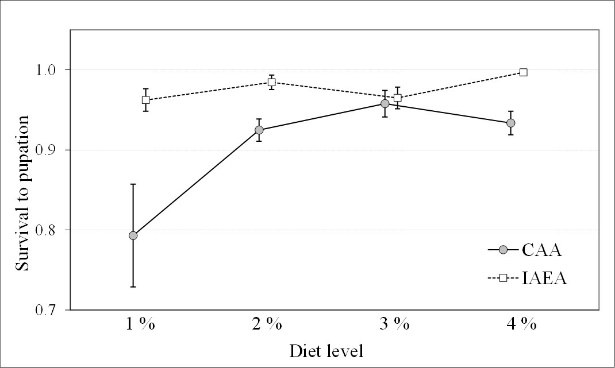 Survival to pupation
1.0
0.9
0.8
0.7
CAA
IAEA
1 % 2 % 3 % 4 %
Diet level